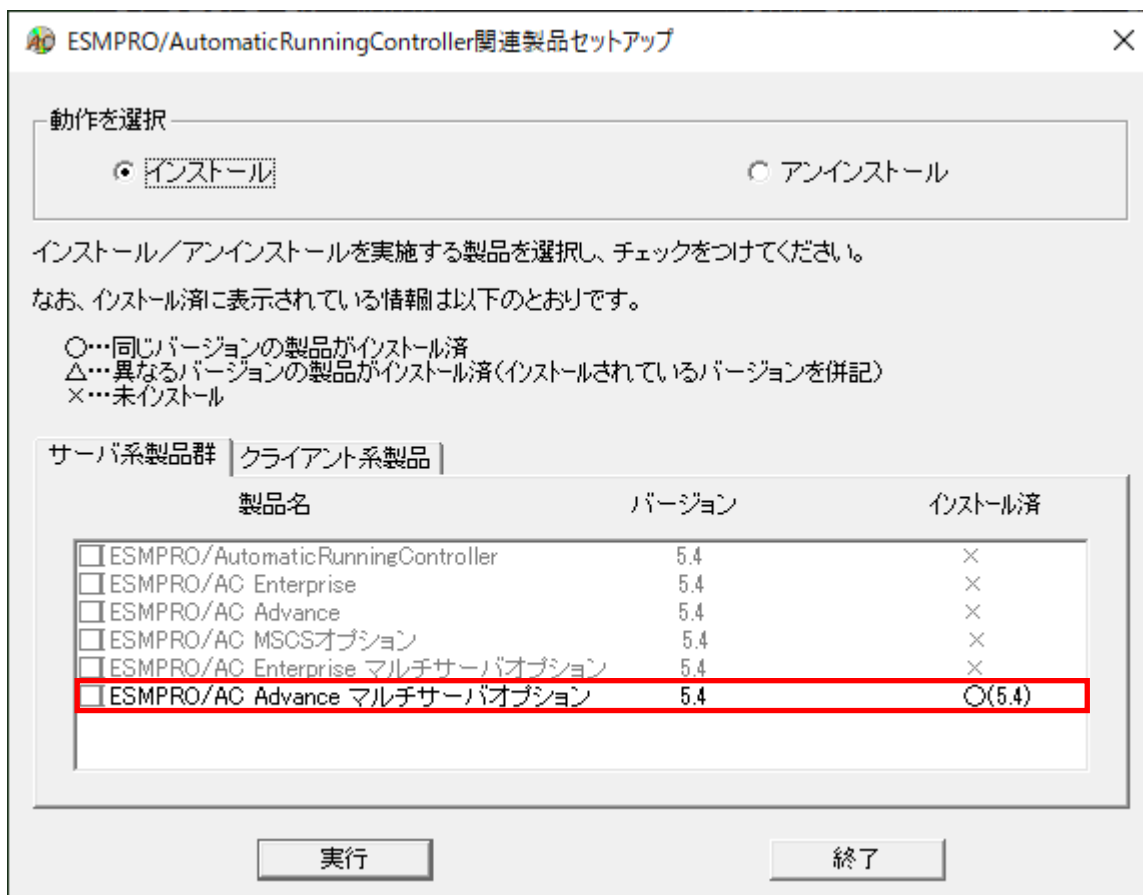 ESMPRO/AutomaticRunningController関連製品セットアップ
動作を選択
インストール アンインストール
インストール／アンインストールを実施する製品を選択し、チェックをつけてください。
なお、インストール済に表示されている情報は以下のとおりです。
○…同じバージョンの製品がインストール済
△…異なるバージョンの製品がインストール済(インストールされているバージョンを併記)
×…未インストール
サーバ系製品群 クライアント系製品
製品名 バージョン インストール済
ESMPRO/AutomaticRunningController 5.4 ×
ESMPRO/AC Enterprise 5.4 ×
ESMPRO/AC Advance 5.4 ×
ESMPRO/AC MSCSオプション 5.4 ×
ESMPRO/AC Enterprise マルチサーバオプション 5.4 ×
ESMPRO/AC Advance マルチサーバオプション 5.4 ○(5.4)
実行 終了